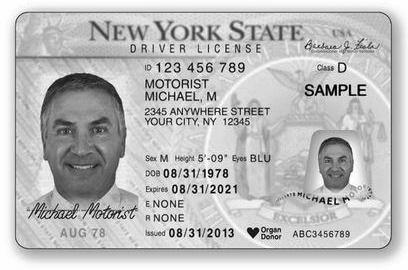 NEW YORK STATE USA
DRIVER LICENSE
ID 123 456 789 Class D
MOTORIST
MICHAEL, M SAMPLE
2345 ANYWHERE STREET
YOUR CITY, NY 12345
Sex M Height 5'-09" Eyes BLU
DOB 08/31/1978
Expires 08/31/2021
E NONE
R NONE
Issued 08/31/2013 Organ Donor ABC3456789
Michael Motorist
AUG 78
MICHAEL MO
EXCELSIOR